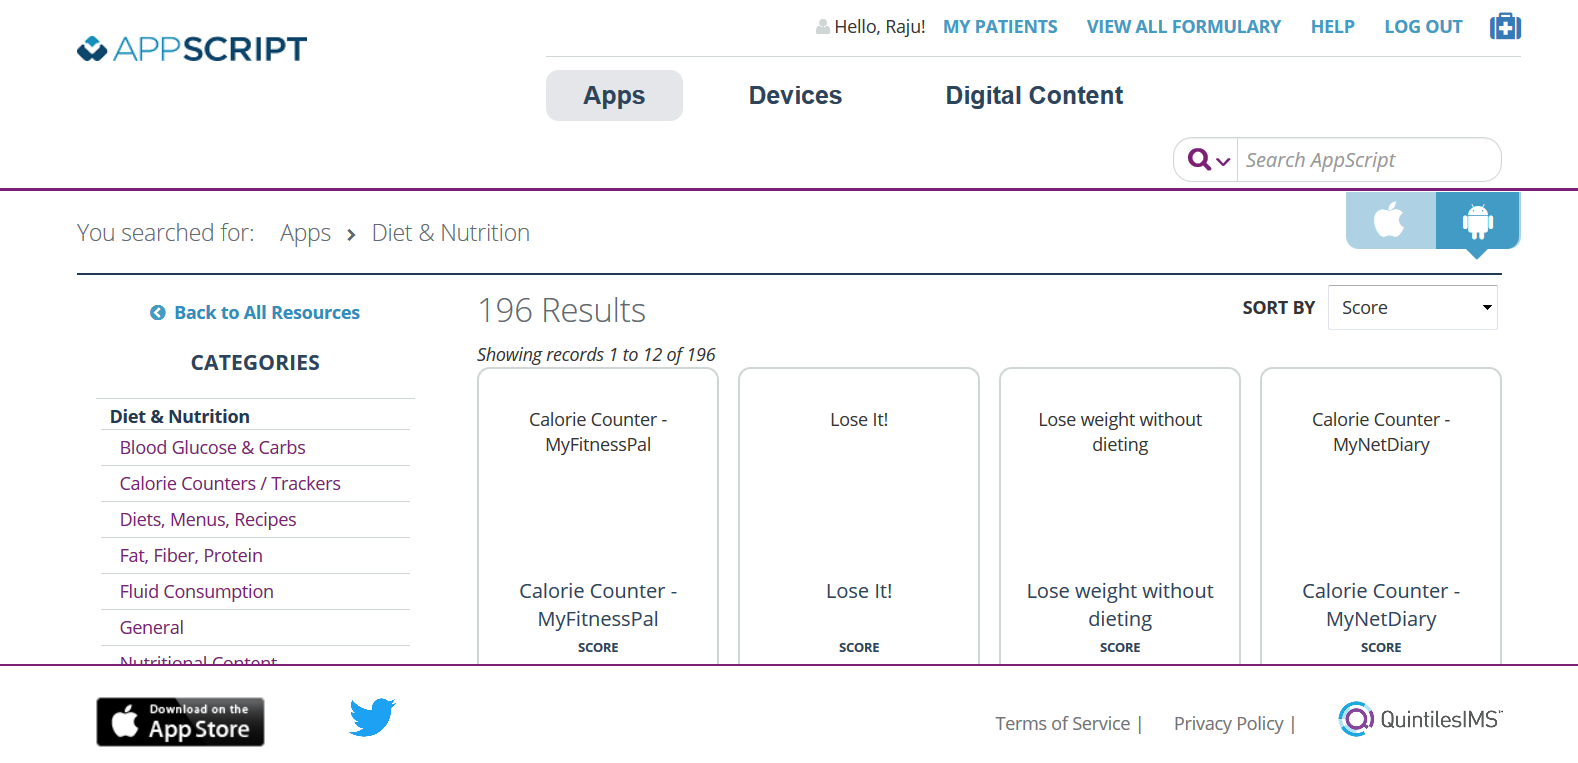 APPSCRIPT
Hello, Raju! MY PATIENTS VIEW ALL FORMULARY HELP LOG OUT
Apps Devices Digital Content
Search AppScript
You searched for: Apps > Diet & Nutrition
Back to All Resources
CATEGORIES
Diet & Nutrition
Blood Glucose & Carbs
Calorie Counters / Trackers
Diets, Menus, Recipes
Fat, Fiber, Protein
Fluid Consumption
General
Nutritional Content
196 Results
SORT BY Score
Showing records 1 to 12 of 196
Calorie Counter -
MyFitnessPal
Calorie Counter -
MyFitnessPal
SCORE
Lose It!
Lose It!
SCORE
Lose weight without
dieting
Lose weight without
dieting
SCORE
Calorie Counter -
MyNetDiary
Calorie Counter -
MyNetDiary
SCORE
Download on the
App Store
Terms of Service |
Privacy Policy |
QuintilesIMS™